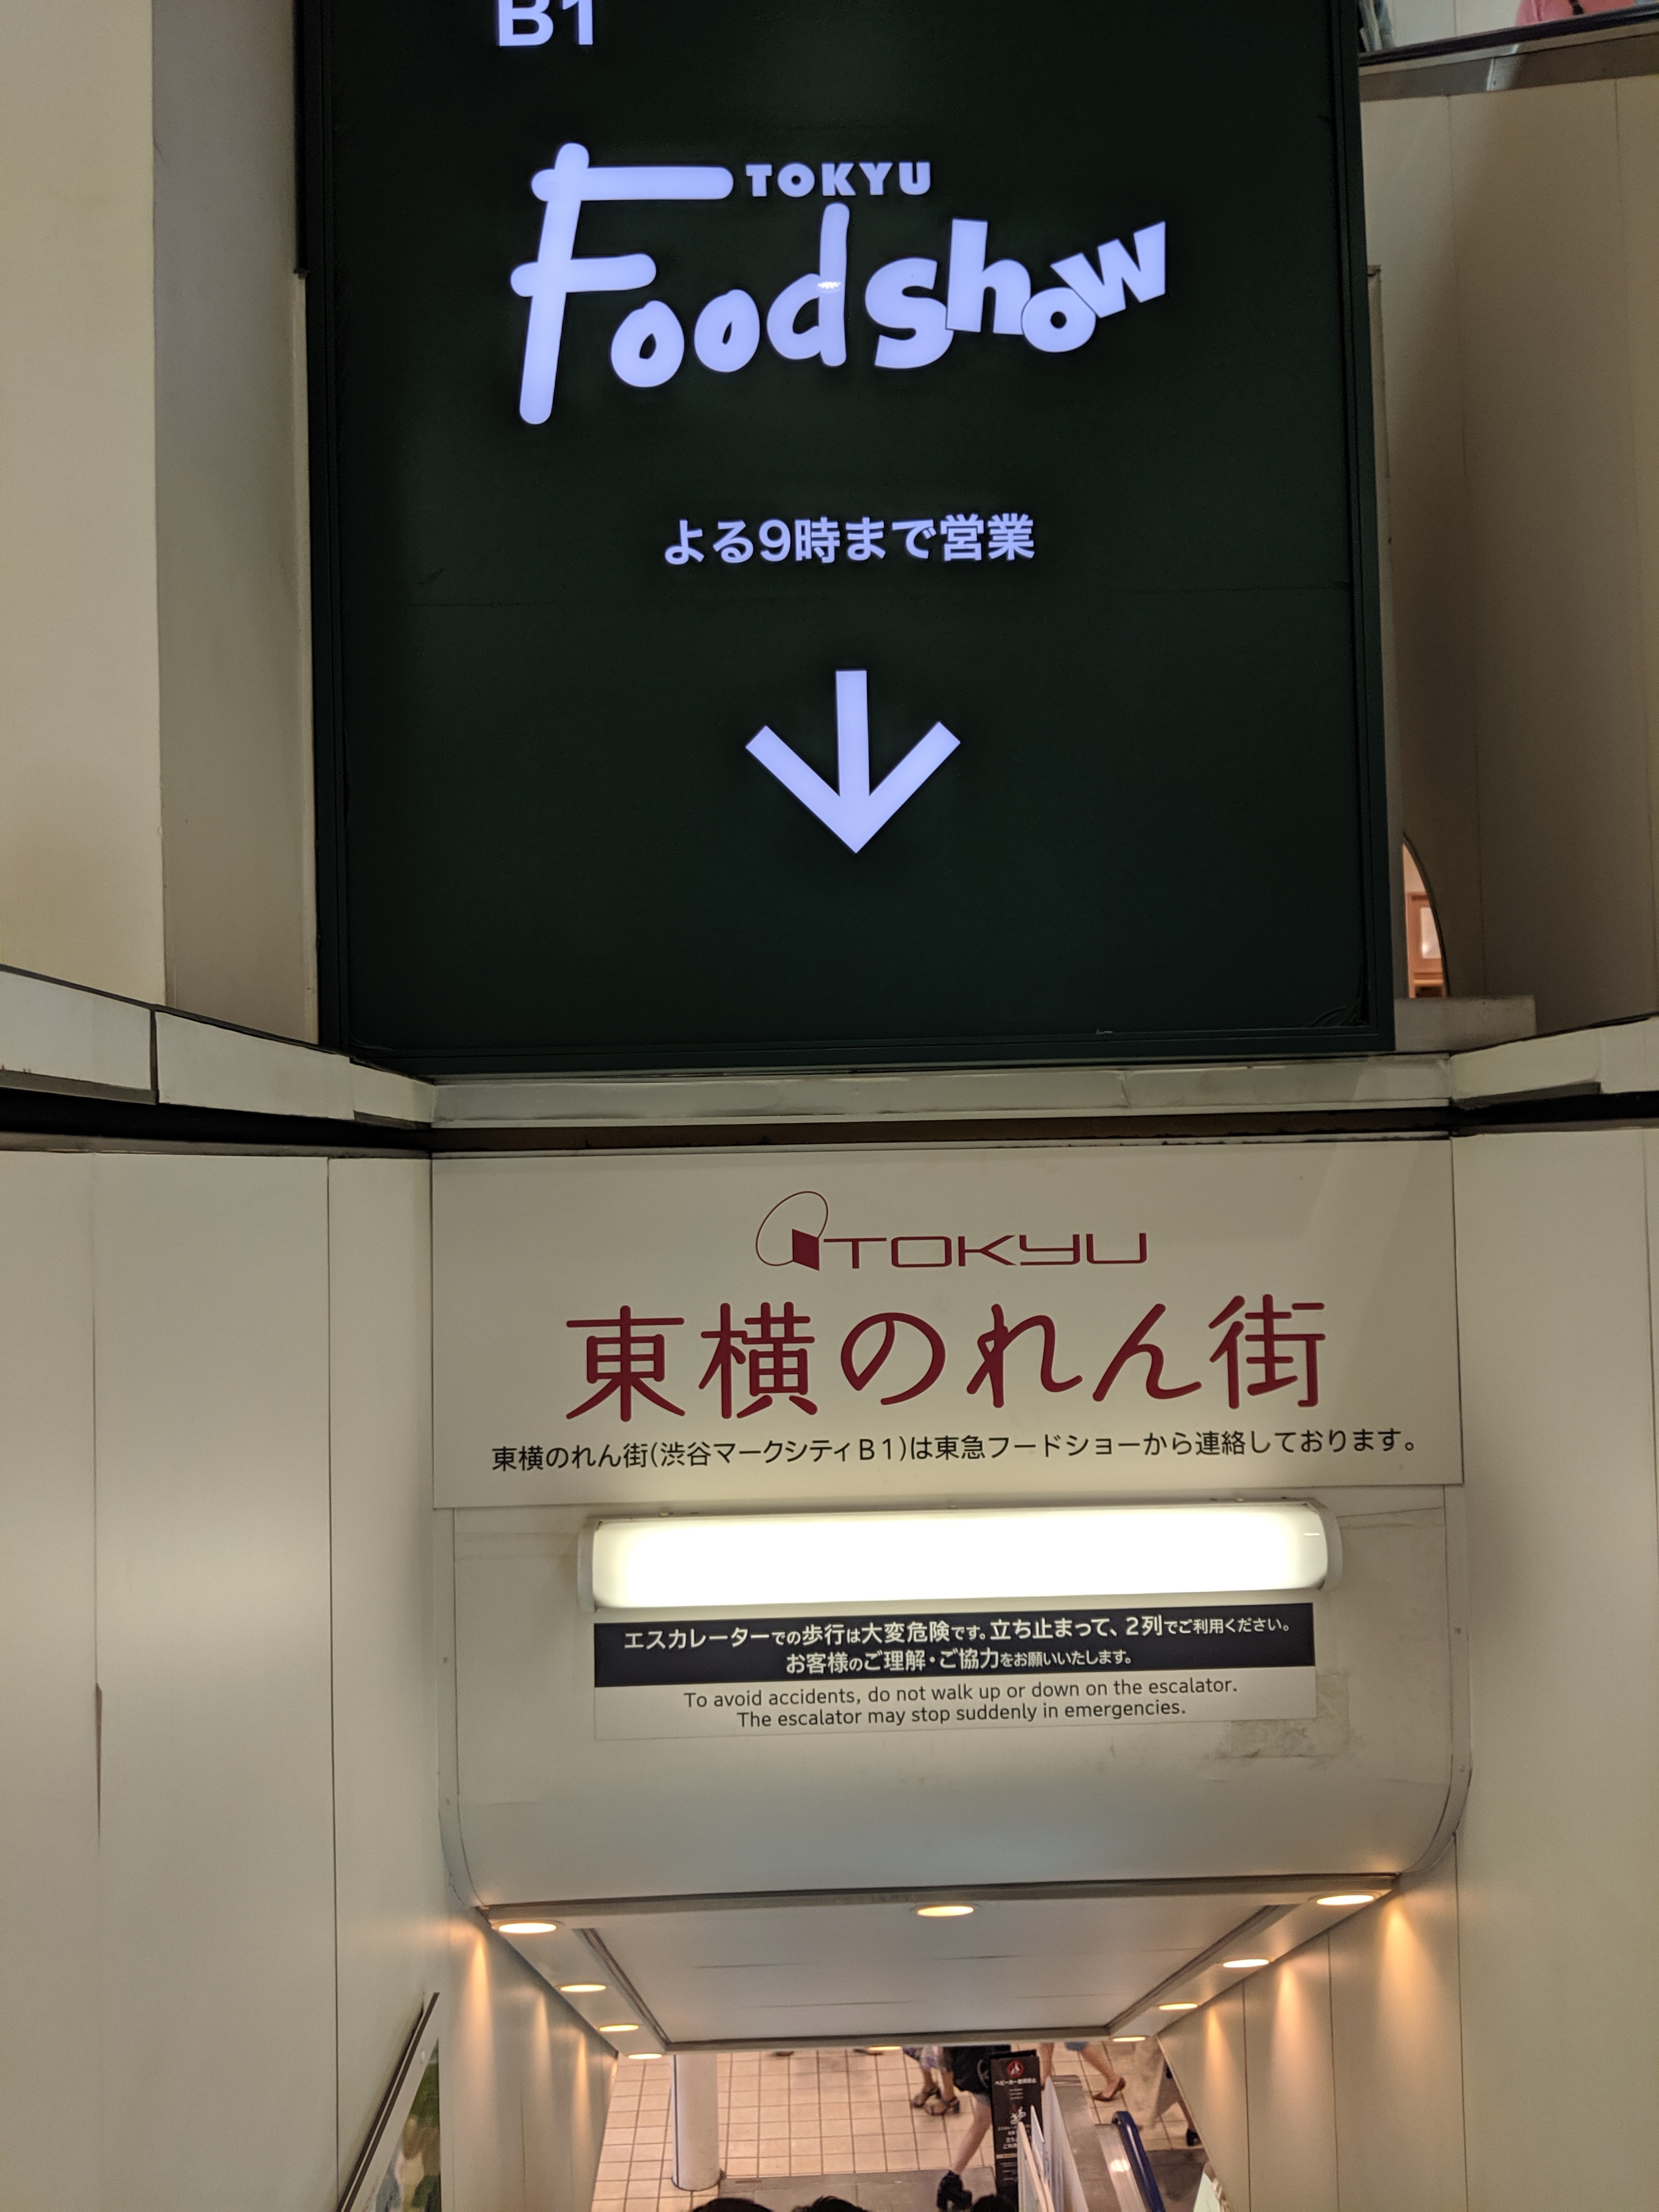 B1
TOKYU
Foodshow
よる9時まで営業
TOKYU
東横のれん街
東横のれん街(渋谷マークシティB1)は東急フードショーから連絡しております。
エスカレーターでの歩行は大変危険です。立ち止まって、2列でご利用ください。
お客様のご理解・ご協力をお願いいたします。
To avoid accidents, do not walk up or down on the escalator.
The escalator may stop suddenly in emergencies.